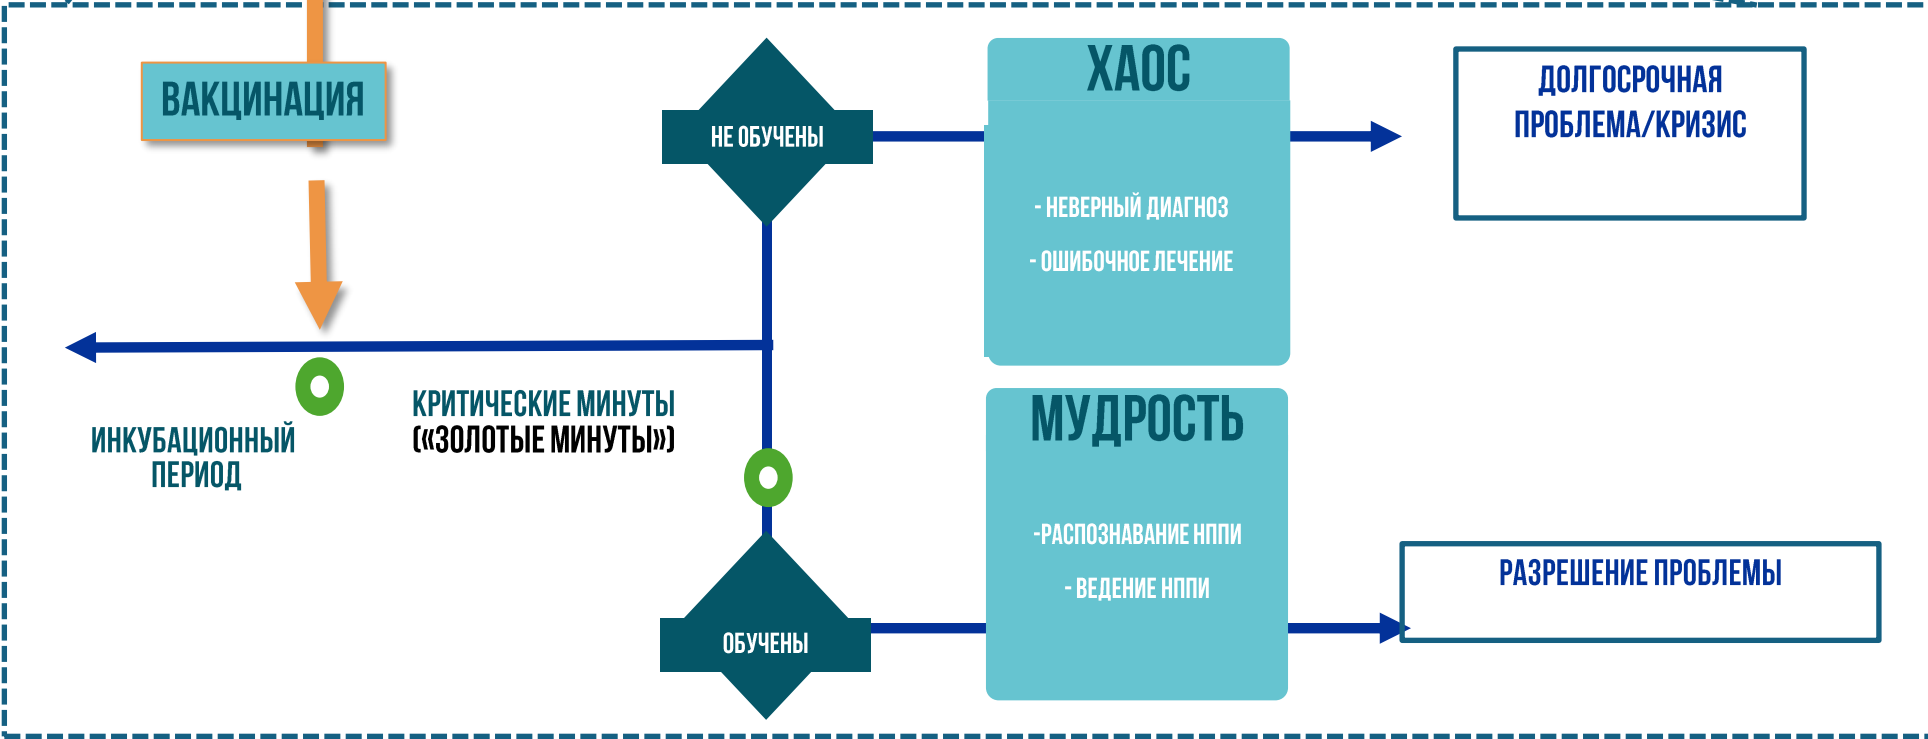 ВАКЦИНАЦИЯ
ИНКУБАЦИОННЫЙ
ПЕРИОД
КРИТИЧЕСКИЕ МИНУТЫ
(«ЗОЛОТЫЕ МИНУТЫ»)
НЕ ОБУЧЕНЫ
ХАОС
- НЕВЕРНЫЙ ДИАГНОЗ
- ОШИБОЧНОЕ ЛЕЧЕНИЕ
ДОЛГОСРОЧНАЯ
ПРОБЛЕМА/КРИЗИС
ОБУЧЕНЫ
МУДРОСТЬ
-РАСПОЗНАВАНИЕ НППИ
- ВЕДЕНИЕ НППИ
РАЗРЕШЕНИЕ ПРОБЛЕМЫ